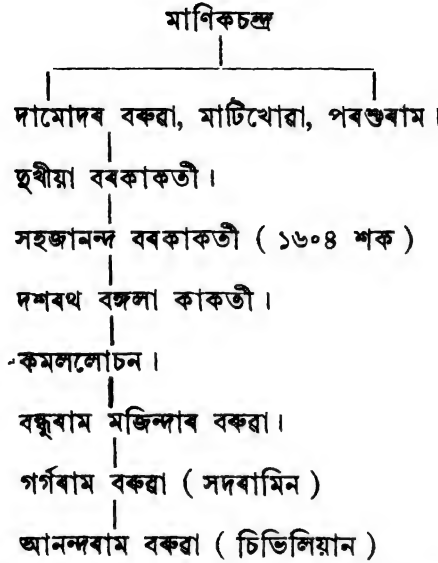 মাণিকচন্দ্ৰ
দামোদৰ বৰুৱা, মাটিখোৱা, পৰশুৰাম ।
দুখীয়া বৰকাকতী ।
সহজানন্দ বৰকাকতী ( ১৬০৪ শক )
দশৰথ বঙ্গলা কাকতী ।
কমললোচন ।
বন্ধুৰাম মজিন্দাৰ বৰুৱা ।
গৰ্গৰাম বৰুৱা ( সদৰামিন )
আনন্দৰাম বৰুৱা ( চিভিলিয়ান )